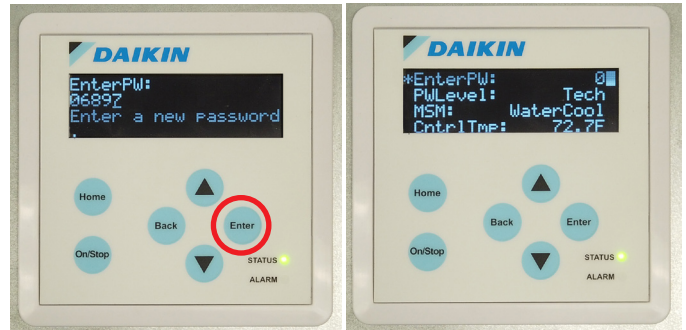 DAIKIN
EnterPW:
06897
Enter a new password
.
Home
Back
Enter
On/Stop
STATUS
ALARM
DAIKIN
*EnterPW: 0
PWLevel: Tech
MSM: WaterCool
CntrlTmp: 72.7F
Home
Back
Enter
On/Stop
STATUS
ALARM